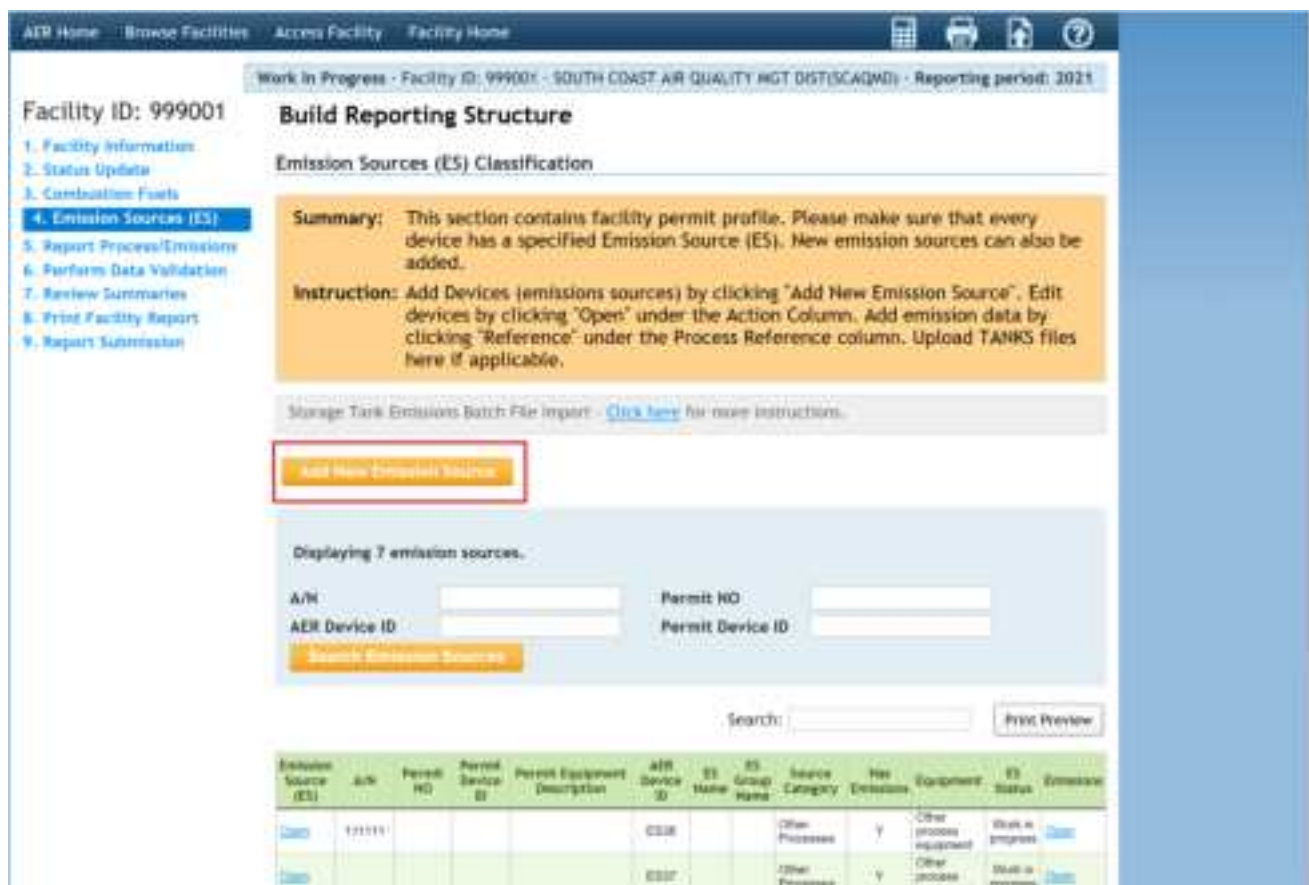 AER Home Browse Facilities Access Facility Facility Home
Work in Progress - Facility ID: 999001 - SOUTH COAST AIR QUALITY MGT DIST(SCAQMD) - Reporting period: 2021
Facility ID: 999001
1. Facility Information
2. Status Update
3. Combustion Fuels
4. Emission Sources (ES)
5. Report Process/Emissions
6. Perform Data Validation
7. Review Summaries
8. Print Facility Report
9. Report Submission
Build Reporting Structure
Emission Sources (ES) Classification
Summary: This section contains facility permit profile. Please make sure that every
device has a specified Emission Source (ES). New emission sources can also be
added.
Instruction: Add Devices (emissions sources) by clicking "Add New Emission Source". Edit
devices by clicking "Open" under the Action Column. Add emission data by
clicking "Reference" under the Process Reference column. Upload TANKS files
here if applicable.
Storage Tank Emissions Batch File Import - Click here for more instructions.
Add New Emission Source
Displaying 7 emission sources.
A/N Permit NO
AER Device ID Permit Device ID
Search Emission Sources
Search: Print Preview
Emission Source (ES) A/N Permit NO Permit Device ID Permit Equipment Description AER Device ID ES Name ES Group Name Source Category Has Emissions Equipment ES Status Emissions
Open 111111 ES38 Other Processes Y Other process equipment Work in progress Open
Open ES37 Other Processes Y Other process Work in progress Open